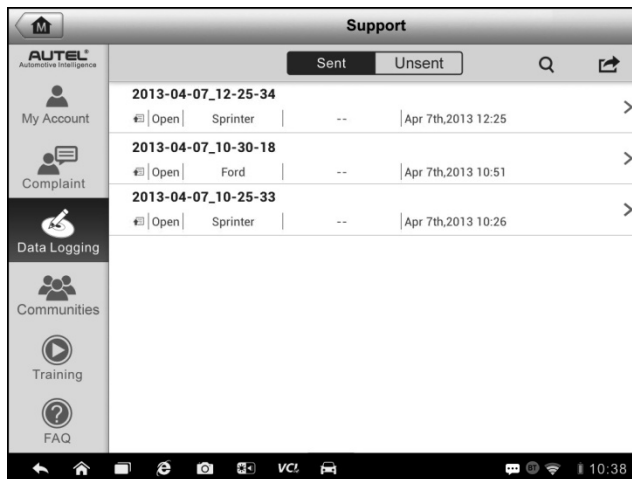 M
Support
AUTEL®
Automotive Intelligence
Sent Unsent
My Account
Complaint
Data Logging
Communities
Training
? FAQ
2013-04-07_12-25-34
Open Sprinter -- Apr 7th,2013 12:25
2013-04-07_10-30-18
Open Ford -- Apr 7th,2013 10:51
2013-04-07_10-25-33
Open Sprinter -- Apr 7th,2013 10:26
VCI BT 10:38